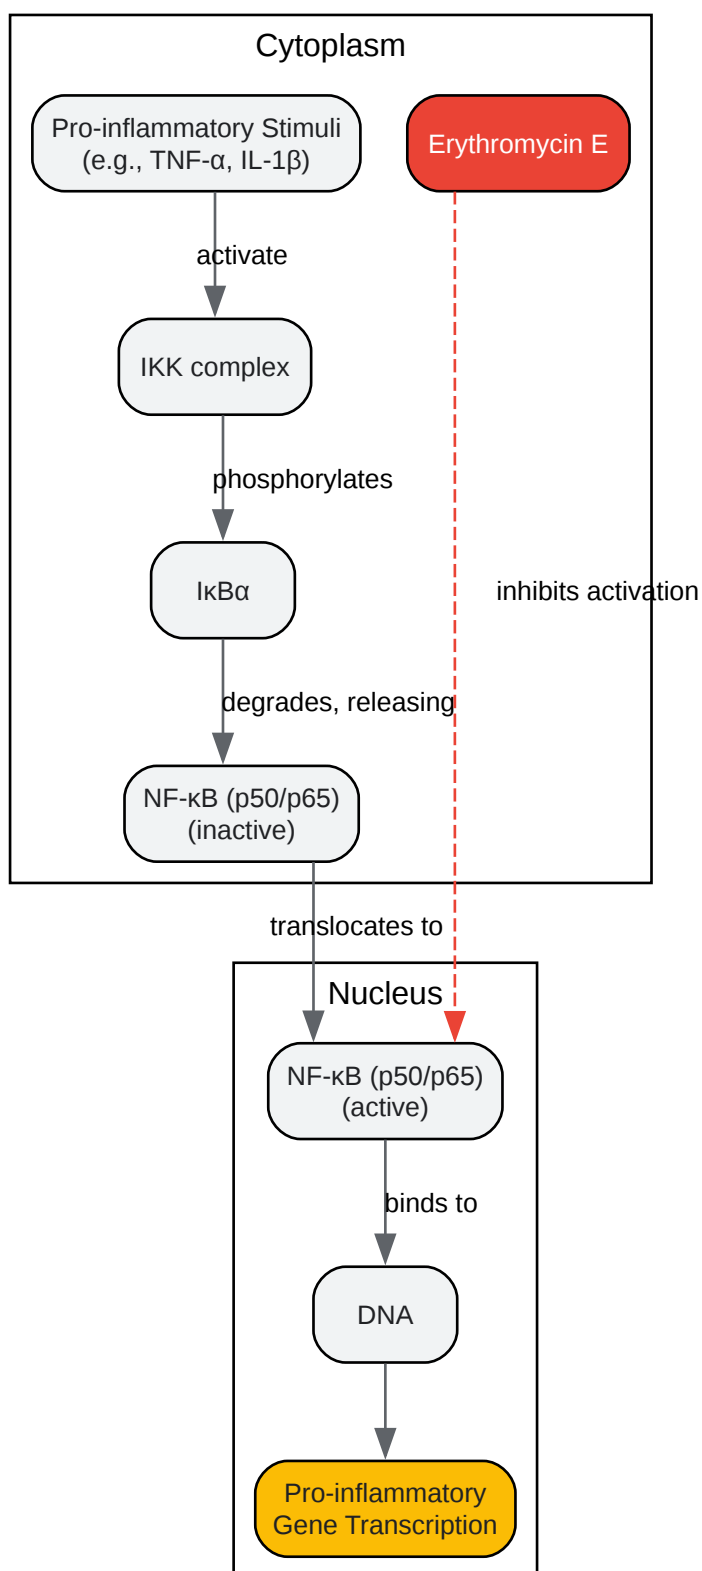 Cytoplasm
Pro-inflammatory Stimuli
(e.g., TNF-α, IL-1β)
Erythromycin E
activate
IKK complex
phosphorylates
IκBα
inhibits activation
degrades, releasing
NF-κB (p50/p65)
(inactive)
translocates to
Nucleus
NF-κB (p50/p65)
(active)
binds to
DNA
Pro-inflammatory
Gene Transcription